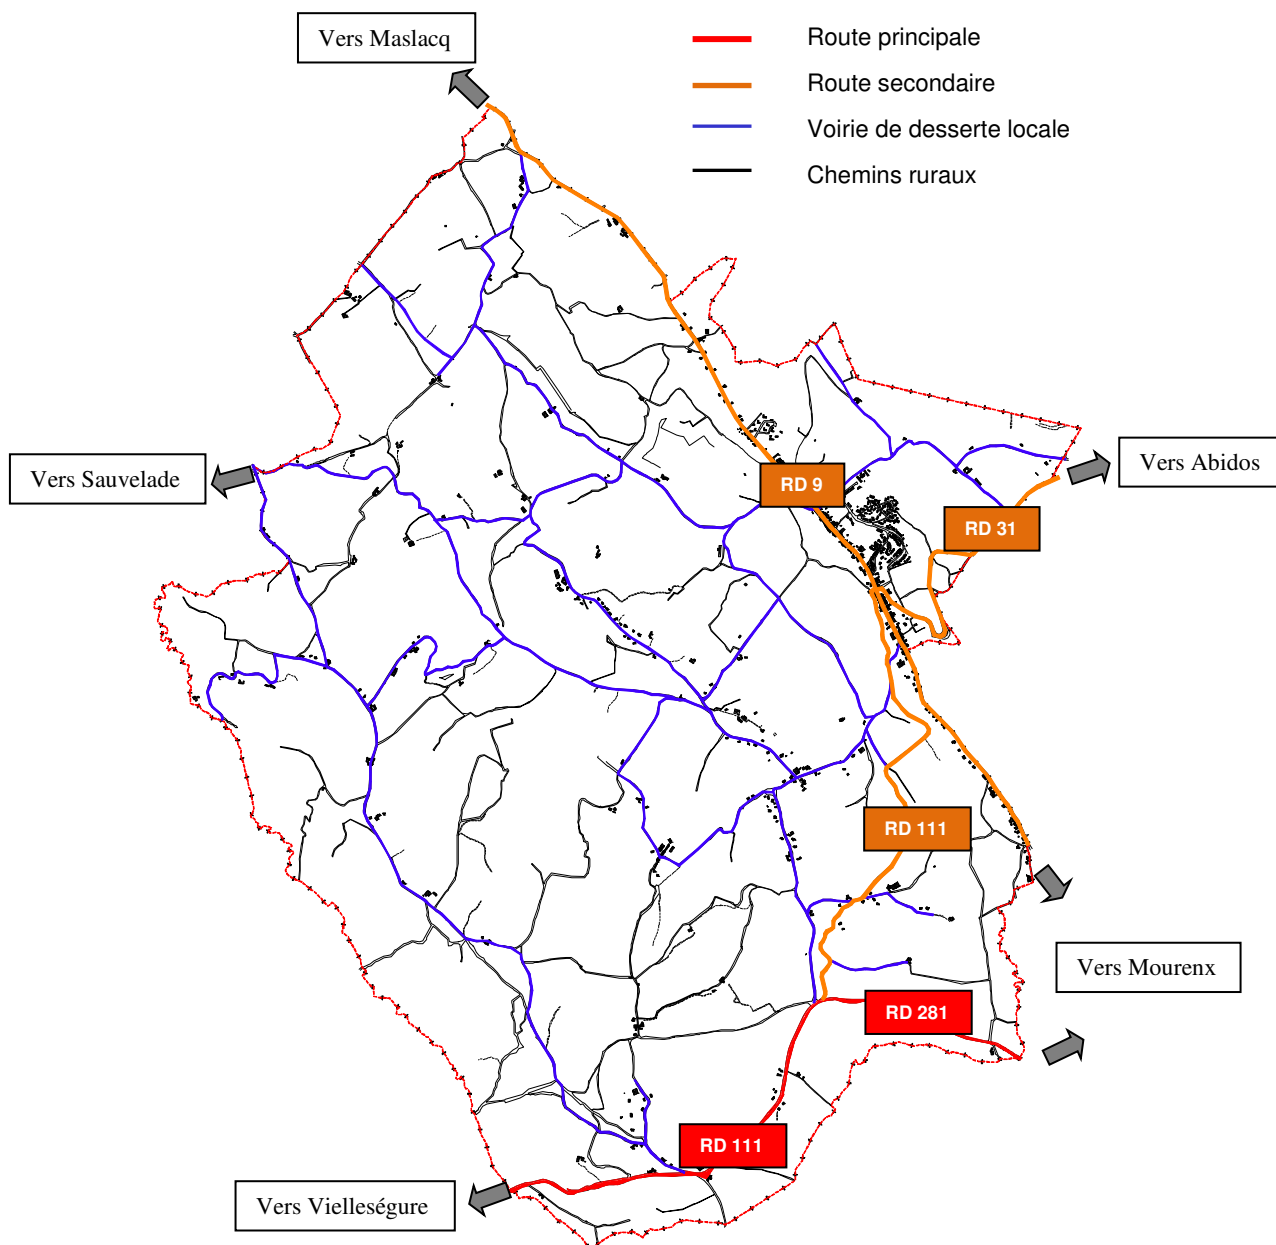 Vers Maslacq
Route principale
Route secondaire
Voirie de desserte locale
Chemins ruraux
Vers Sauvelade
RD 9
Vers Abidos
RD 31
RD 111
Vers Mourenx
RD 281
RD 111
Vers Vielleségure